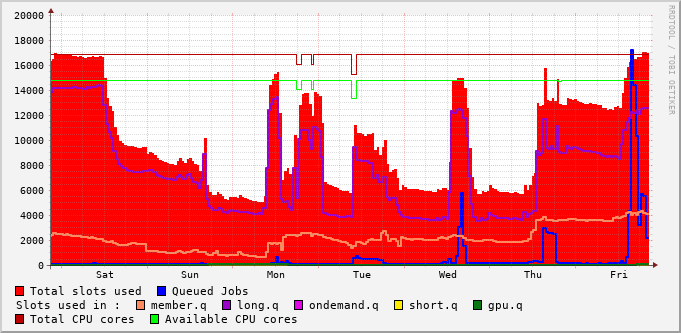 20000
18000
16000
14000
12000
10000
8000
6000
4000
2000
0
Sat Sun Mon Tue Wed Thu Fri
RRDTOOL / TOBI OETIKER
Total slots used Queued Jobs
Slots used in : member.q long.q ondemand.q short.q gpu.q
Total CPU cores Available CPU cores